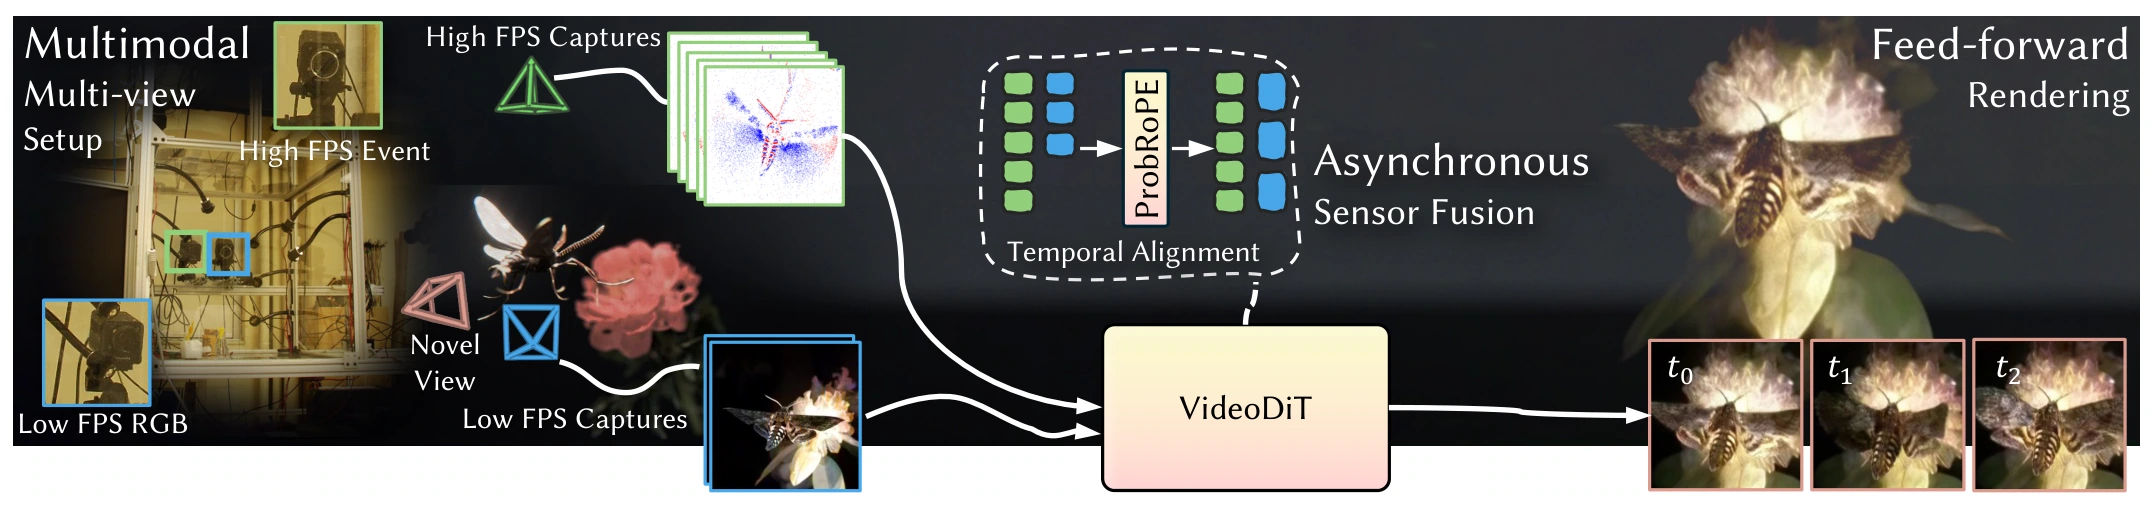 Multimodal
Multi-view
Setup
High FPS Event
Low FPS RGB
High FPS Captures
Novel
View
Low FPS Captures
ProbRoPE
Temporal Alignment
Asynchronous
Sensor Fusion
VideoDiT
Feed-forward
Rendering
t₀
t₁
t₂